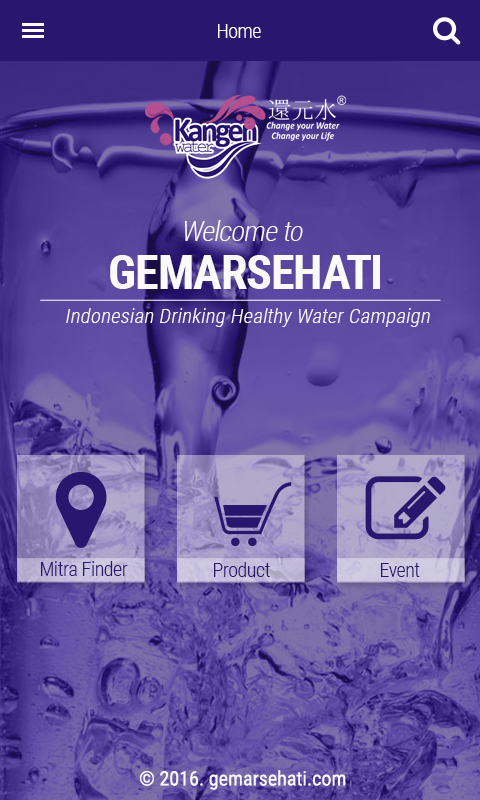 Home
Kangen
water
還元水®
Change your Water
Change your Life
Welcome to
GEMARSEHATI
Indonesian Drinking Healthy Water Campaign
Mitra Finder
Product
Event
© 2016. gemarsehati.com